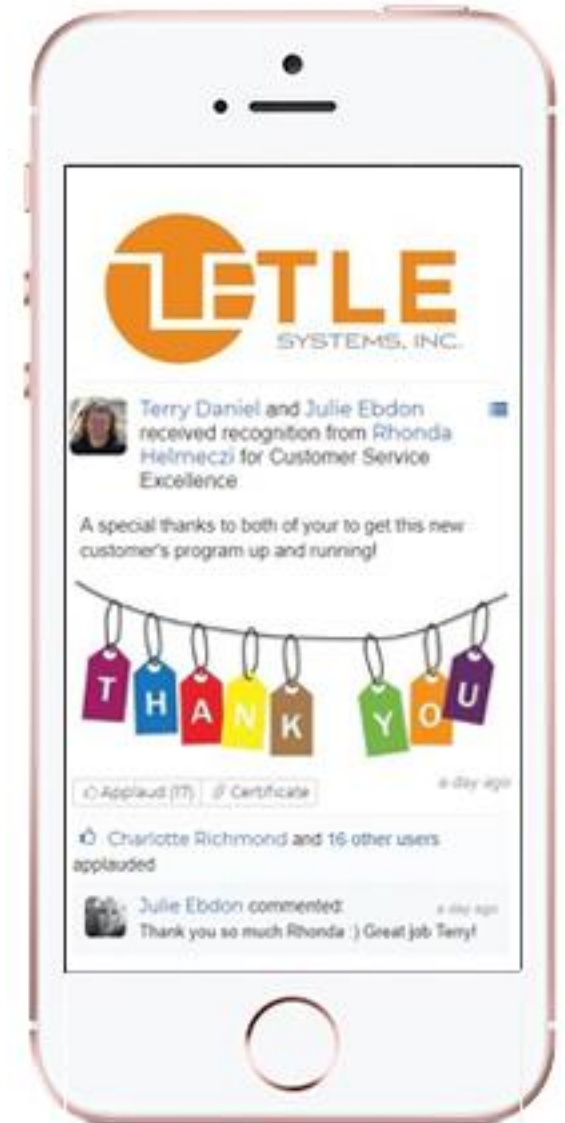 TLE
SYSTEMS, INC.
Terry Daniel and Julie Ebdon
received recognition from Rhonda
Helmeczi for Customer Service
Excellence
A special thanks to both of your to get this new
customer's program up and running!
THANK YOU
Applaud (17) Certificate
a day ago
Charlotte Richmond and 16 other users
applauded
Julie Ebdon commented:
a day ago
Thank you so much Rhonda :) Great job Terry!